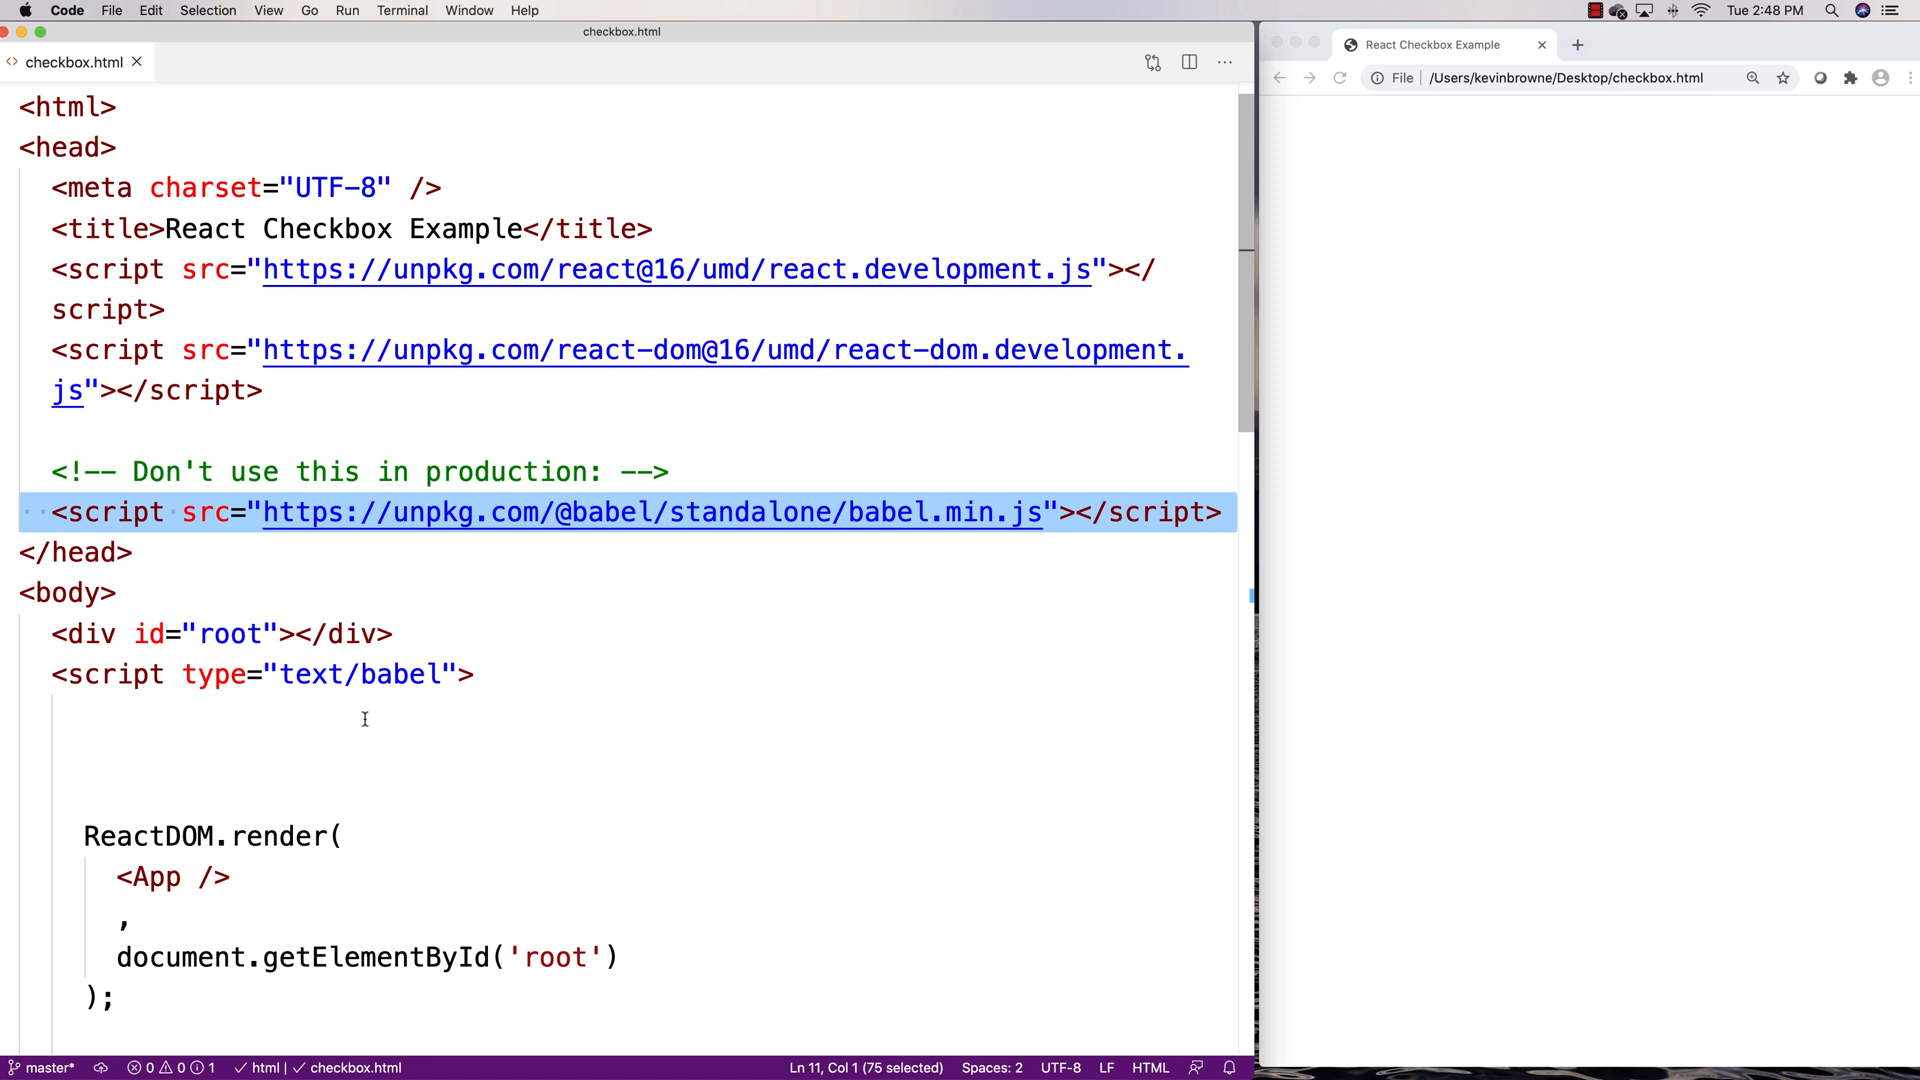 Code File Edit Selection View Go Run Terminal Window Help Tue 2:48 PM
checkbox.html
checkbox.html
<html>
<head>
<meta charset="UTF-8" />
<title>React Checkbox Example</title>
<script src="https://unpkg.com/react@16/umd/react.development.js"></
script>
<script src="https://unpkg.com/react-dom@16/umd/react-dom.development.
js"></script>
<!-- Don't use this in production: -->
<script src="https://unpkg.com/@babel/standalone/babel.min.js"></script>
</head>
<body>
<div id="root"></div>
<script type="text/babel">
ReactDOM.render(
<App />
,
document.getElementById('root')
);
master* 0 0 1 html | checkbox.html Ln 11, Col 1 (75 selected) Spaces: 2 UTF-8 LF HTML
React Checkbox Example
File | /Users/kevinbrowne/Desktop/checkbox.html